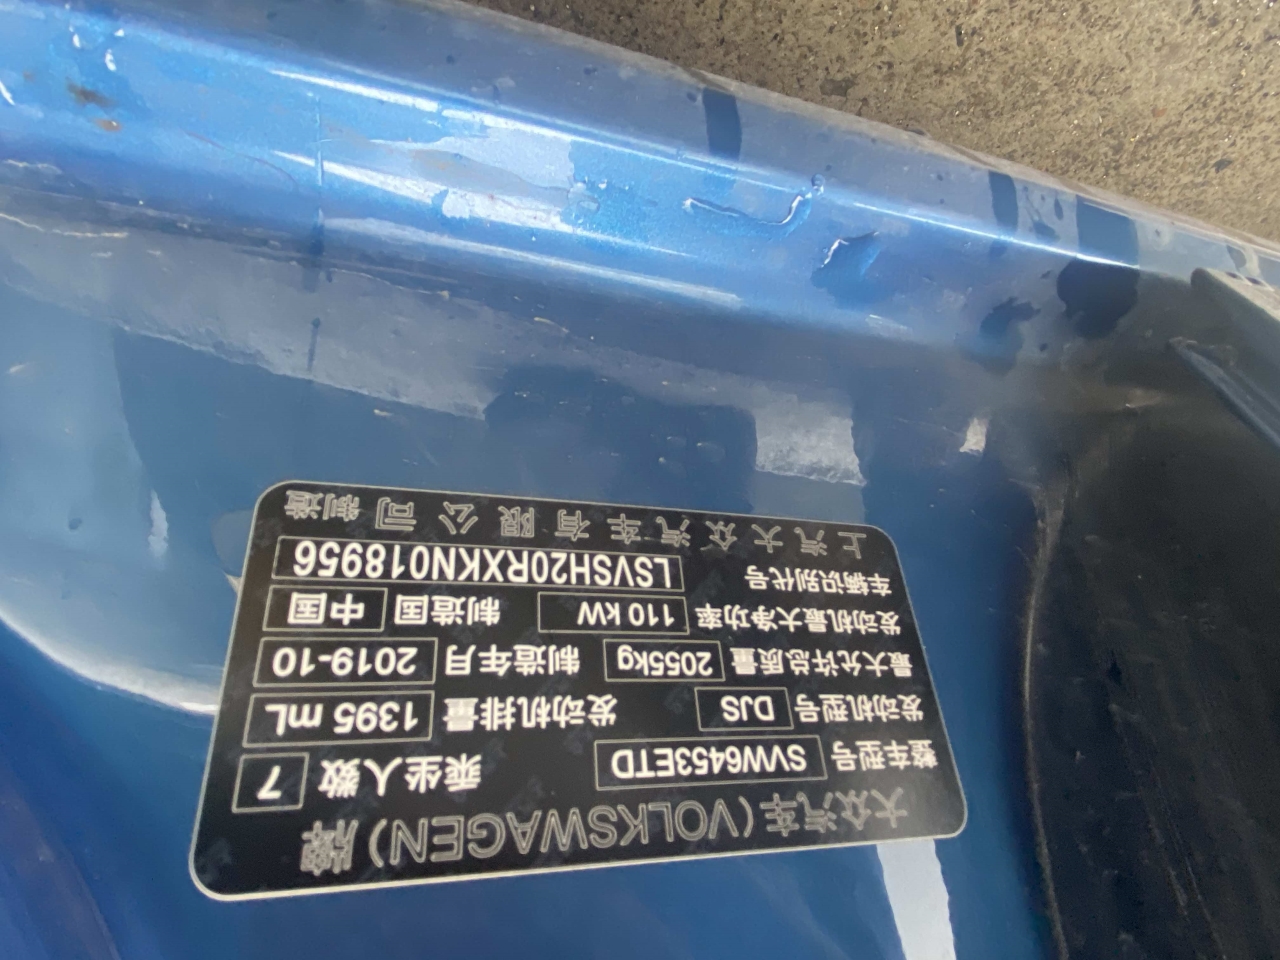 大众汽车(VOLKSWAGEN)牌
整车型号 SVW6453ETD 乘坐人数 7
发动机型号 DJS 发动机排量 1395 mL
最大允许总质量 2055kg 制造年月 2019-10
发动机最大净功率 110 kW 制造国 中国
车辆识别代号 LSVSH20RXKN018956
上汽大众汽车有限公司 制造